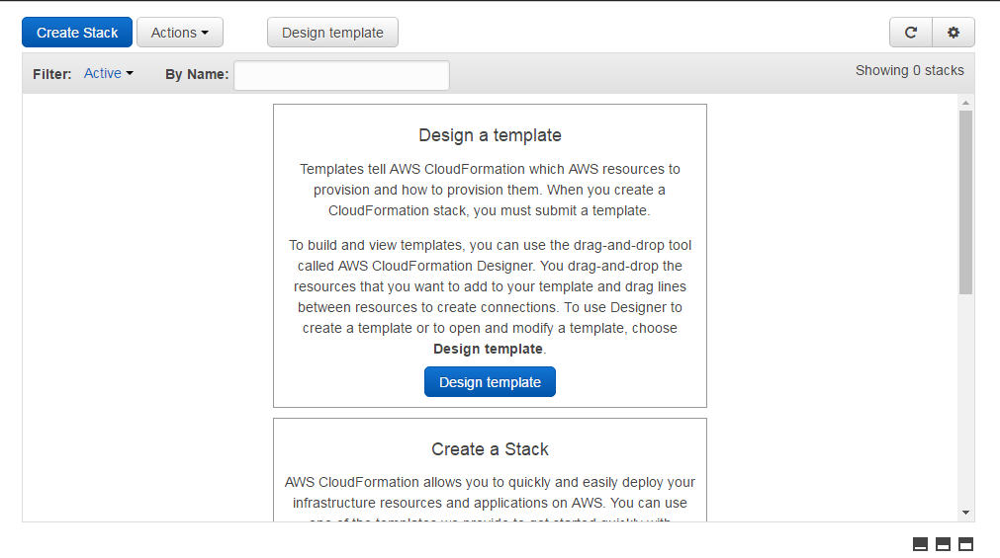 Create Stack Actions Design template
Filter: Active By Name: Showing 0 stacks
Design a template
Templates tell AWS CloudFormation which AWS resources to
provision and how to provision them. When you create a
CloudFormation stack, you must submit a template.
To build and view templates, you can use the drag-and-drop tool
called AWS CloudFormation Designer. You drag-and-drop the
resources that you want to add to your template and drag lines
between resources to create connections. To use Designer to
create a template or to open and modify a template, choose
Design template.
Design template
Create a Stack
AWS CloudFormation allows you to quickly and easily deploy your
infrastructure resources and applications on AWS. You can use
one of the templates we provide to get started quickly with